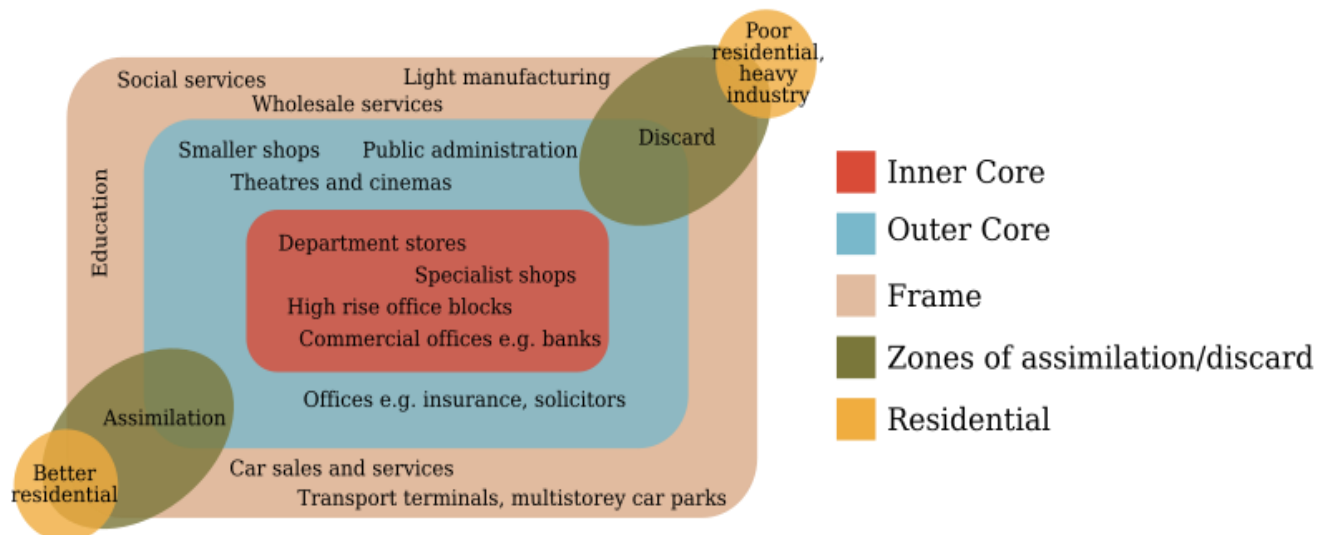 Poor
residential,
heavy
industry
Social services
Light manufacturing
Wholesale services
Discard
Smaller shops
Public administration
Theatres and cinemas
Education
Department stores
Specialist shops
High rise office blocks
Commercial offices e.g. banks
Offices e.g. insurance, solicitors
Assimilation
Better
residential
Car sales and services
Transport terminals, multistorey car parks
Inner Core
Outer Core
Frame
Zones of assimilation/discard
Residential